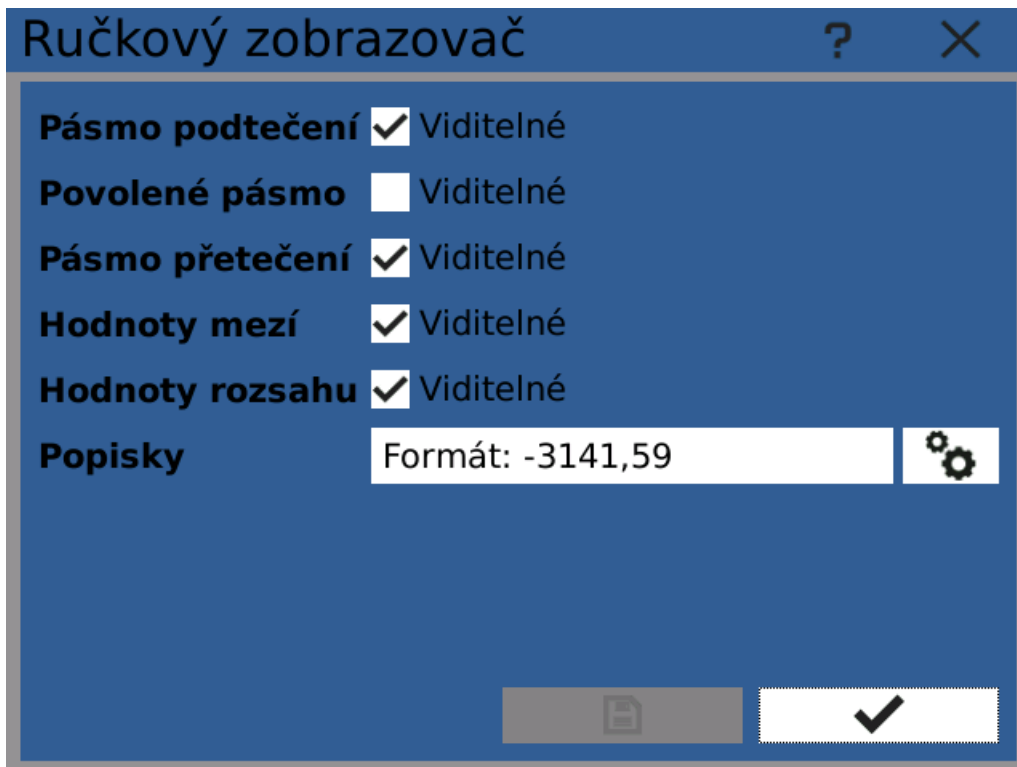 Ručkový zobrazovač ?
Pásmo podtečení Viditelné
Povolené pásmo Viditelné
Pásmo přetečení Viditelné
Hodnoty mezí Viditelné
Hodnoty rozsahu Viditelné
Popisky Formát: -3141,59